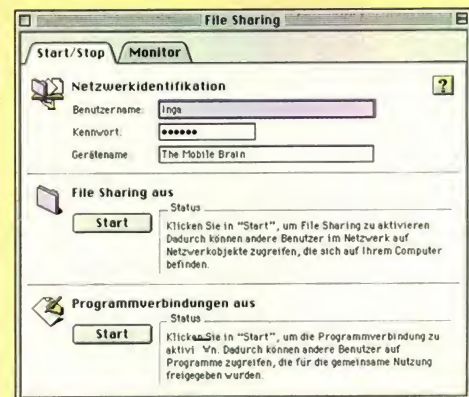 File Sharing
Start/Stop Monitor
Netzwerkidentifikation
?
Benutzername: Inga
Kennwort: ••••••
Gerätename The Mobile Brain
File Sharing aus
Status
Start
Klicken Sie in "Start", um File Sharing zu aktivieren
Dadurch können andere Benutzer im Netzwerk auf
Netzwerkobjekte zugreifen, die sich auf Ihrem Computer
befinden.
Programmverbindungen aus
Status
Start
Klicken Sie in "Start", um die Programmverbindung zu
Dadurch können andere Benutzer auf
Programme zugreifen, die für die gemeinsame Nutzung
freigegeben wurden.